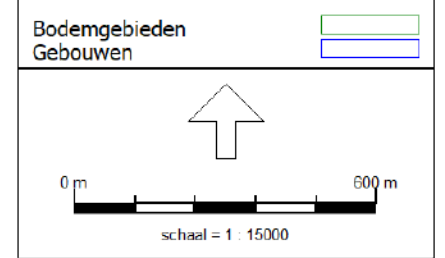 Bodemgebieden
Gebouwen
0 m 600 m
schaal = 1 : 15000